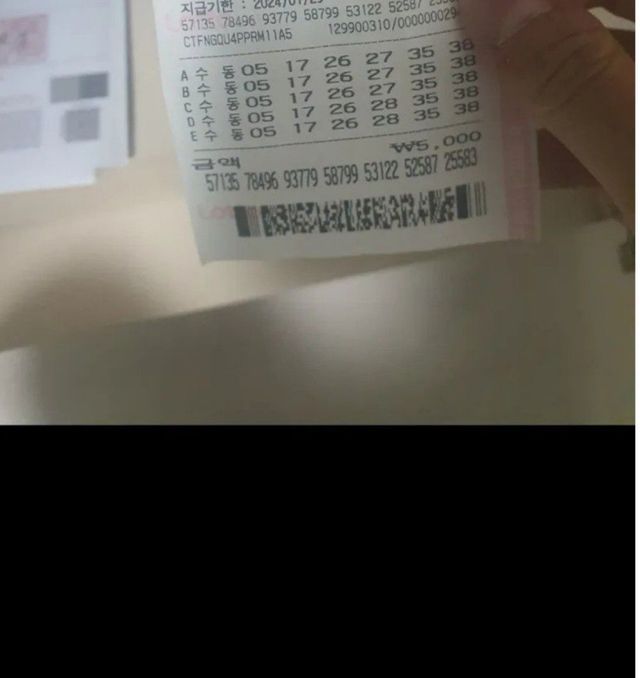 지급기한 : 2024/01/2
57135 78496 93779 58799 53122 52587
CTFNGQU4PPRM11A5 129900310/000000029
A 수 동 05 17 26 27 35 38
B 수 동 05 17 26 27 35 38
C 수 동 05 17 26 27 35 38
D 수 동 05 17 26 28 35 38
E 수 동 05 17 26 28 35 38
금액 ₩5,000
57135 78496 93779 58799 53122 52587 25583